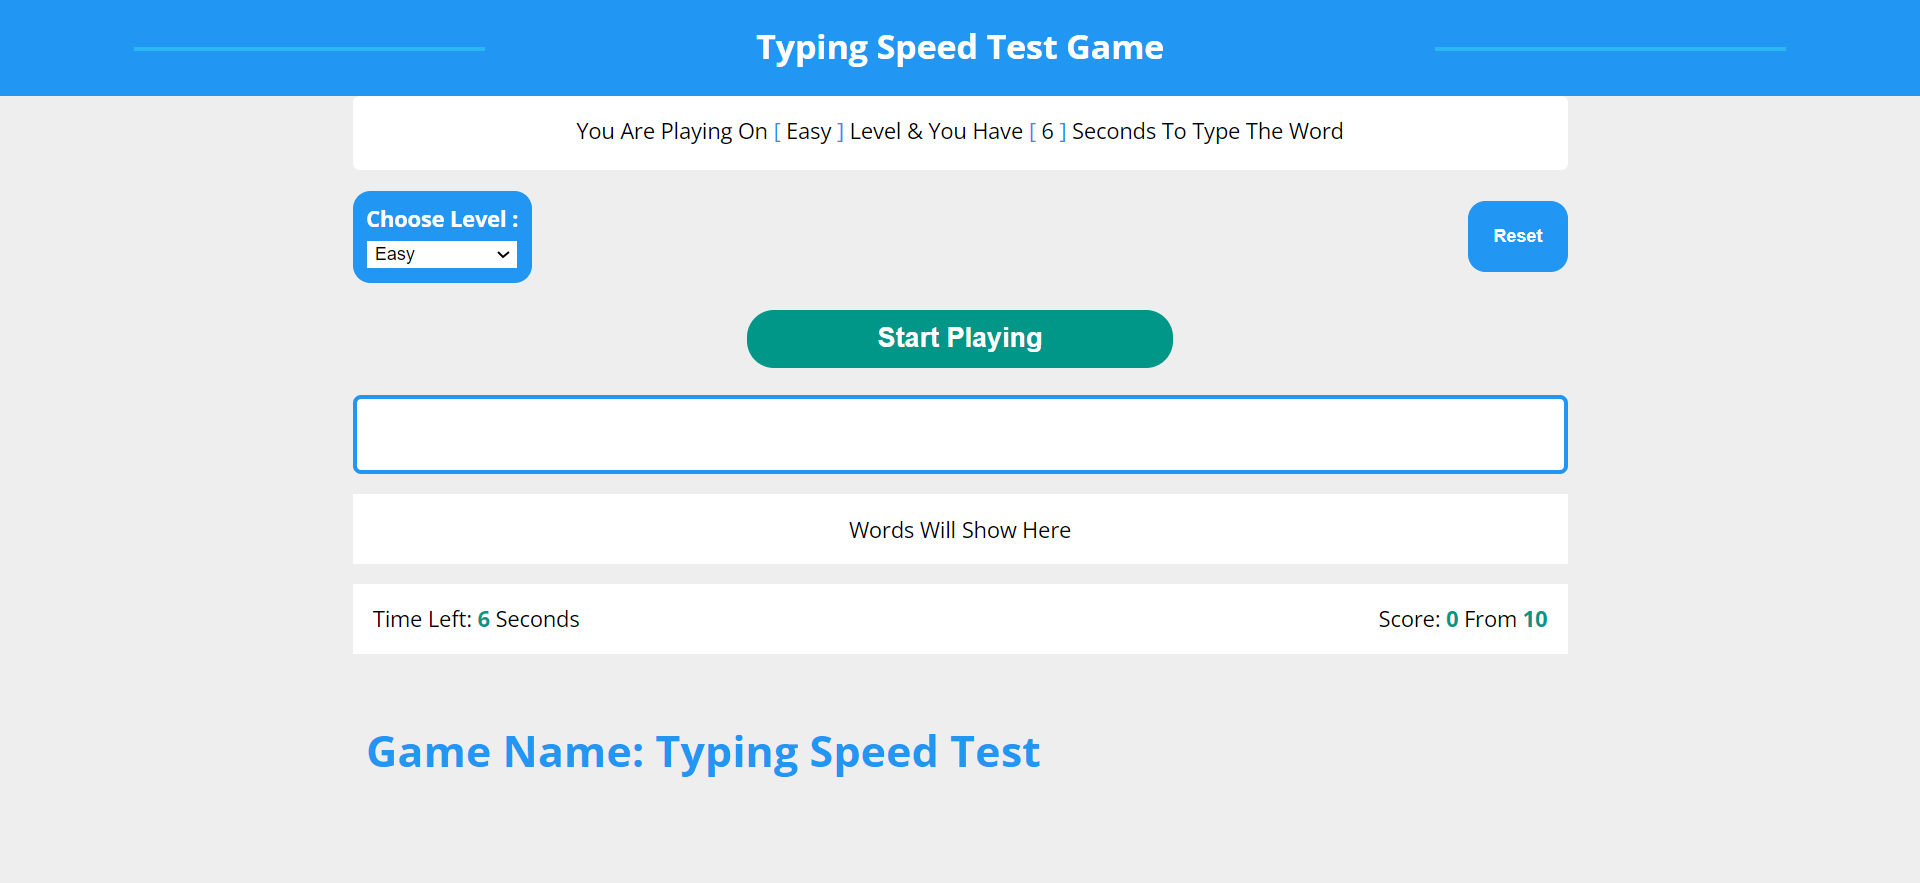 Typing Speed Test Game
You Are Playing On [ Easy ] Level & You Have [ 6 ] Seconds To Type The Word
Choose Level :
Easy
Reset
Start Playing
Words Will Show Here
Time Left: 6 Seconds
Score: 0 From 10
Game Name: Typing Speed Test